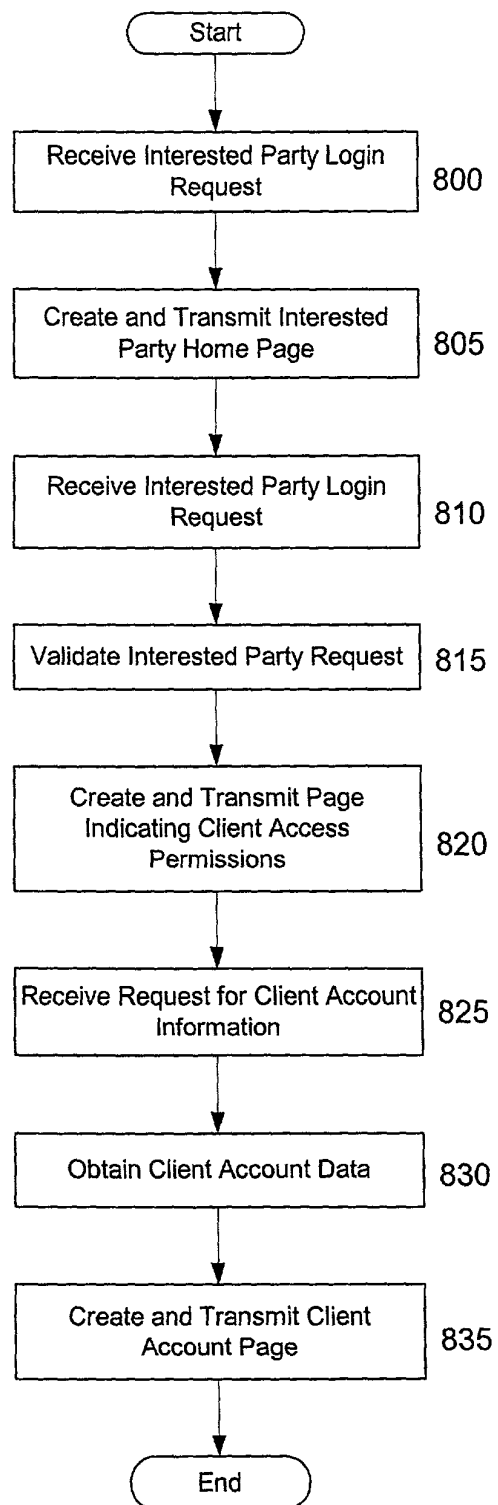 Start
Receive Interested Party Login
Request
800
Create and Transmit Interested
Party Home Page
805
Receive Interested Party Login
Request
810
Validate Interested Party Request
815
Create and Transmit Page
Indicating Client Access
Permissions
820
Receive Request for Client Account
Information
825
Obtain Client Account Data
830
Create and Transmit Client
Account Page
835
End